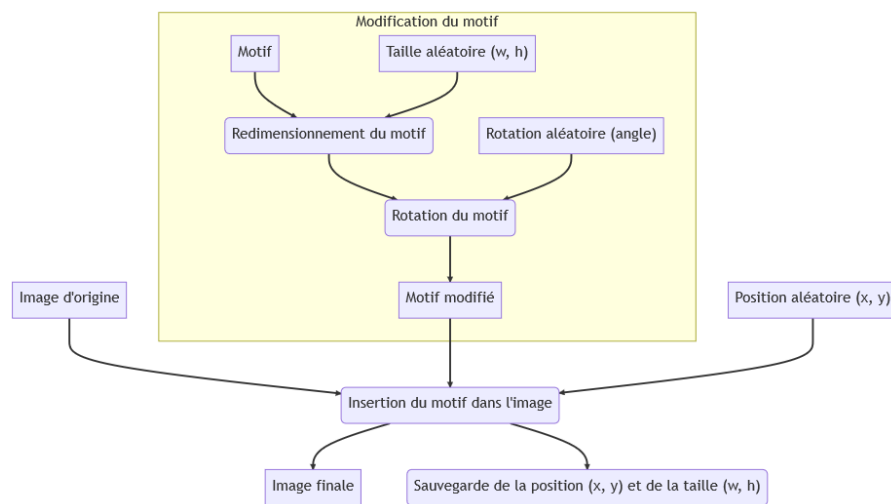 Modification du motif
Motif
Taille aléatoire (w, h)
Redimensionnement du motif
Rotation aléatoire (angle)
Rotation du motif
Image d'origine
Motif modifié
Position aléatoire (x, y)
Insertion du motif dans l'image
Image finale
Sauvegarde de la position (x, y) et de la taille (w, h)